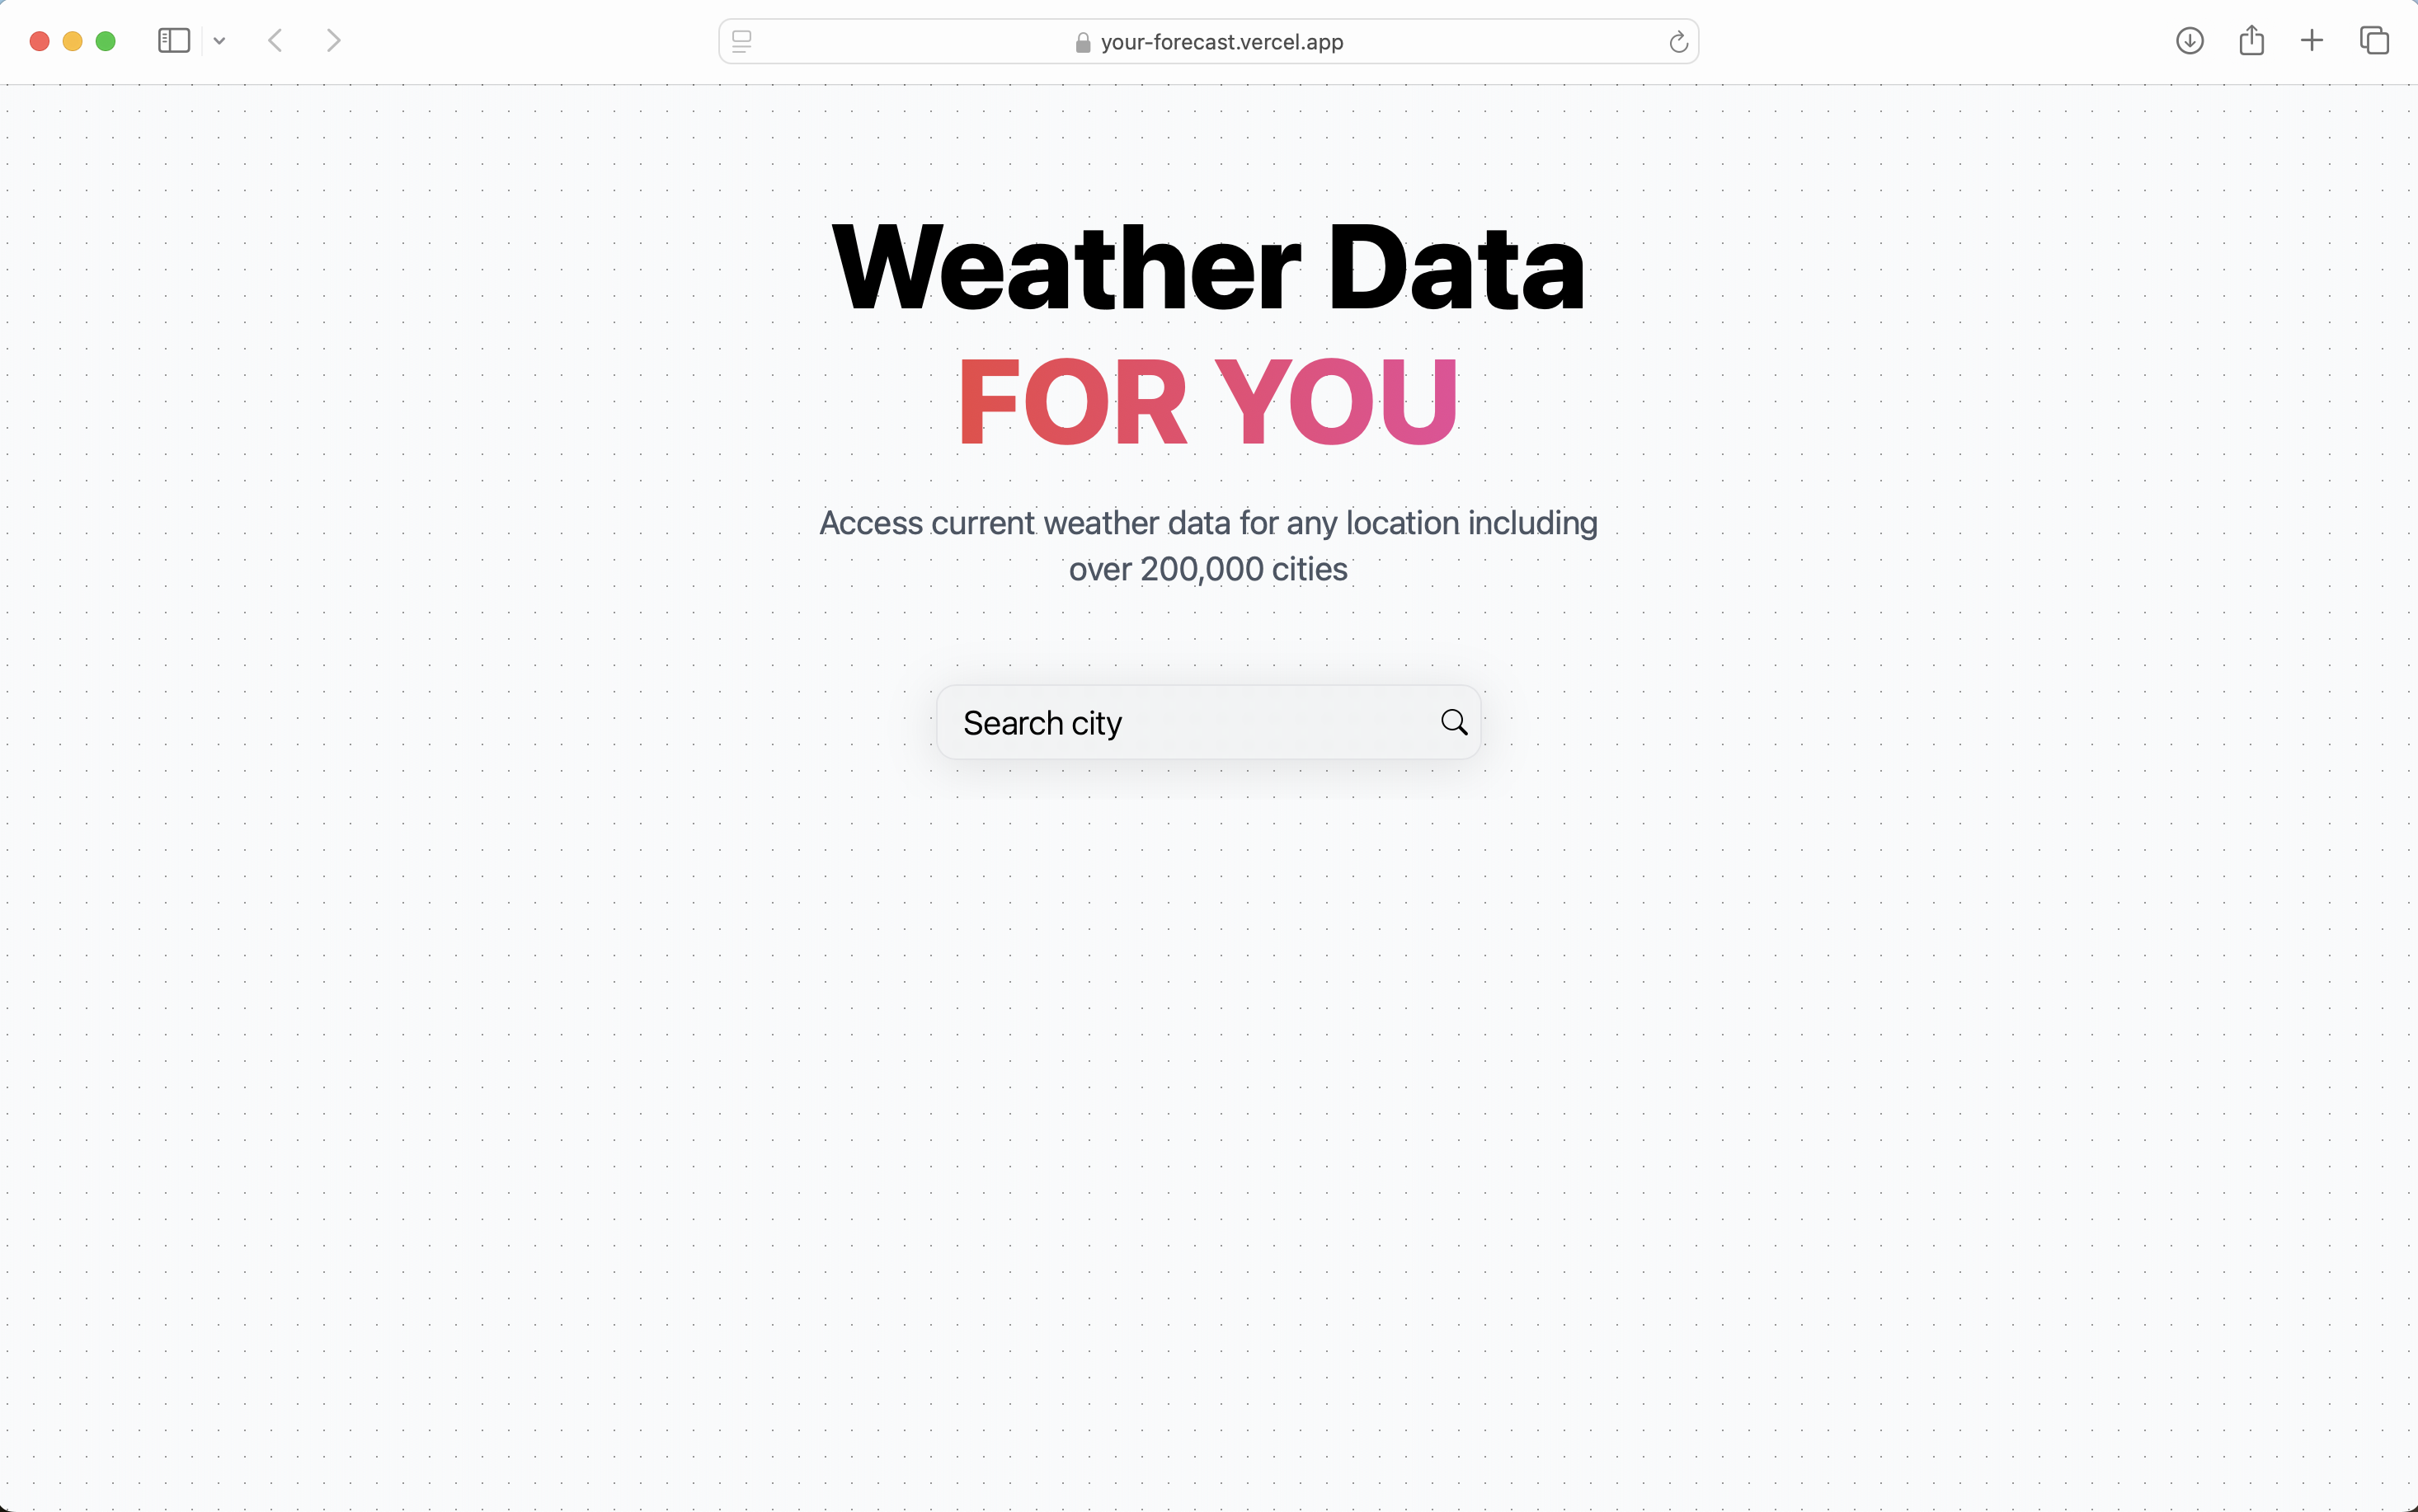 your-forecast.vercel.app
Weather Data
FOR YOU
Access current weather data for any location including
over 200,000 cities
Search city